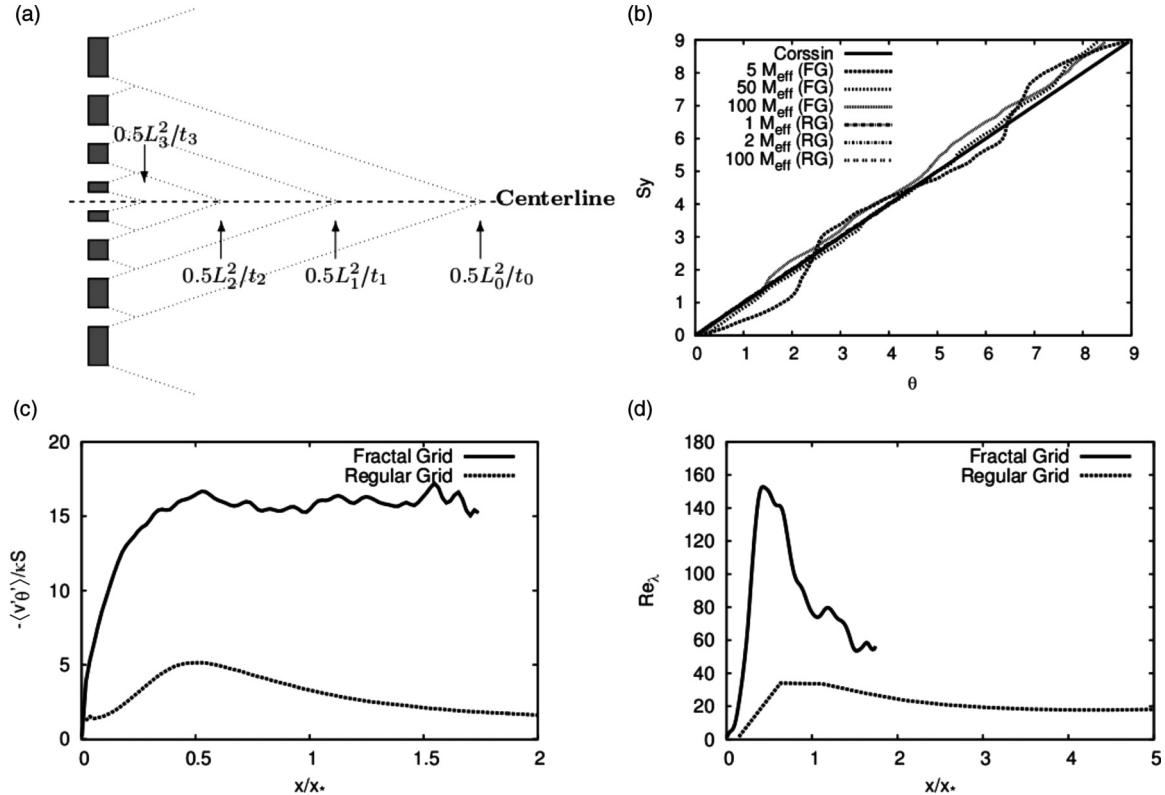 (a)
0.5L_3^2/t_3
Centerline
0.5L_2^2/t_2
0.5L_1^2/t_1
0.5L_0^2/t_0
(b)
9
8
7
6
5
4
3
2
1
0
Sy
Corssin
5 M_eff (FG)
50 M_eff (FG)
100 M_eff (FG)
1 M_eff (RG)
2 M_eff (RG)
100 M_eff (RG)
0 1 2 3 4 5 6 7 8 9
θ
(c)
20
15
10
5
0
-⟨v'θ'⟩/κS
Fractal Grid
Regular Grid
0 0.5 1 1.5 2
x/x*
(d)
180
160
140
120
100
80
60
40
20
0
Re_λ
Fractal Grid
Regular Grid
0 1 2 3 4 5
x/x*